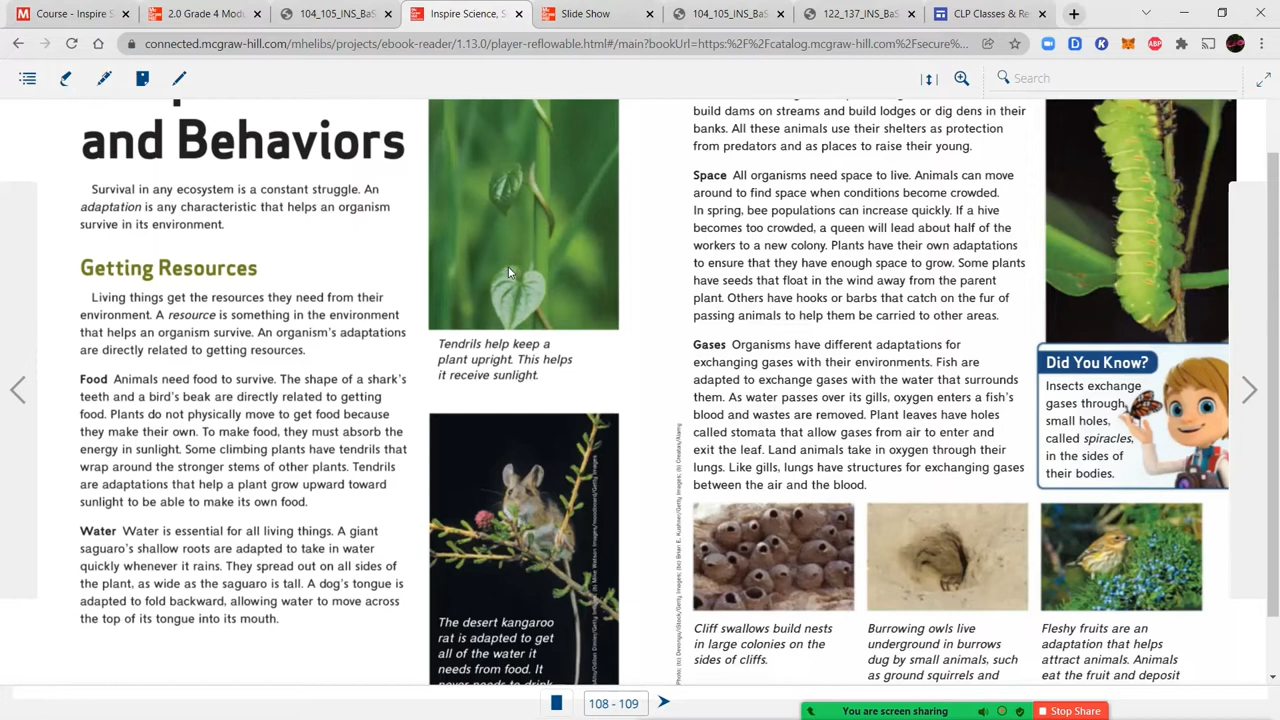 Course - Inspire S
2.0 Grade 4 Modu
104_105_INS_BaS
Inspire Science, S
Slide Show
104_105_INS_BaS
122_137_INS_BaS
CLP Classes & Re
connected.mcgraw-hill.com/mhelibs/project/ebook-reader/1.13.0/player-reflowable.html#/main?bookUrl=https:%2F%2Fcatalog.mcgraw-hill.com%2Fsecure%...
Search
and Behaviors
Survival in any ecosystem is a constant struggle. An
adaptation is any characteristic that helps an organism
survive in its environment.
Getting Resources
Living things get the resources they need from their
environment. A resource is something in the environment
that helps an organism survive. An organism's adaptations
are directly related to getting resources.
Food Animals need food to survive. The shape of a shark's
teeth and a bird's beak are directly related to getting
food. Plants do not physically move to get food because
they make their own. To make food, they must absorb the
energy in sunlight. Some climbing plants have tendrils that
wrap around the stronger stems of other plants. Tendrils
are adaptations that help a plant grow upward toward
sunlight to be able to make its own food.
Water Water is essential for all living things. A giant
saguaro's shallow roots are adapted to take in water
quickly whenever it rains. They spread out on all sides of
the plant, as wide as the saguaro is tall. A dog's tongue is
adapted to fold backward, allowing water to move across
the top of its tongue into its mouth.
Tendrils help keep a
plant upright. This helps
it receive sunlight.
The desert kangaroo
rat is adapted to get
all of the water it
needs from food. It
never needs to drink
build dams on streams and build lodges or dig dens in their
banks. All these animals use their shelters as protection
from predators and as places to raise their young.
Space All organisms need space to live. Animals can move
around to find space when conditions become crowded.
In spring, bee populations can increase quickly. If a hive
becomes too crowded, a queen will lead about half of the
workers to a new colony. Plants have their own adaptations
to ensure that they have enough space to grow. Some plants
have seeds that float in the wind away from the parent
plant. Others have hooks or barbs that catch on the fur of
passing animals to help them be carried to other areas.
Gases Organisms have different adaptations for
exchanging gases with their environments. Fish are
adapted to exchange gases with the water that surrounds
them. As water passes over its gills, oxygen enters a fish's
blood and wastes are removed. Plant leaves have holes
called stomata that allow gases from air to enter and
exit the leaf. Land animals take in oxygen through their
lungs. Like gills, lungs have structures for exchanging gases
between the air and the blood.
Did You Know?
Insects exchange
gases through
small holes,
called spiracles,
in the sides of
their bodies.
Cliff swallows build nests
in large colonies on the
sides of cliffs.
Burrowing owls live
underground in burrows
dug by small animals, such
as ground squirrels and
Fleshy fruits are an
adaptation that helps
attract animals. Animals
eat the fruit and deposit
108 - 109
You are screen sharing
Stop Share